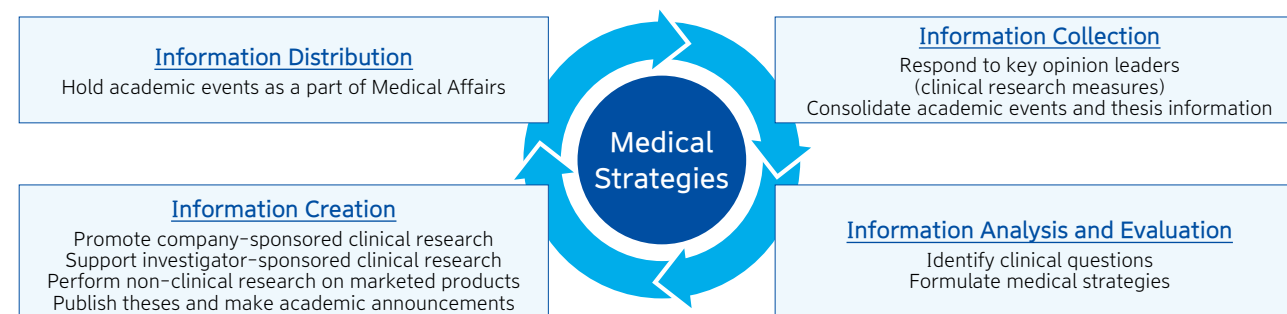 Information Distribution
Hold academic events as a part of Medical Affairs
Information Collection
Respond to key opinion leaders
(clinical research measures)
Consolidate academic events and thesis information
Medical
Strategies
Information Creation
Promote company-sponsored clinical research
Support investigator-sponsored clinical research
Perform non-clinical research on marketed products
Publish theses and make academic announcements
Information Analysis and Evaluation
Identify clinical questions
Formulate medical strategies